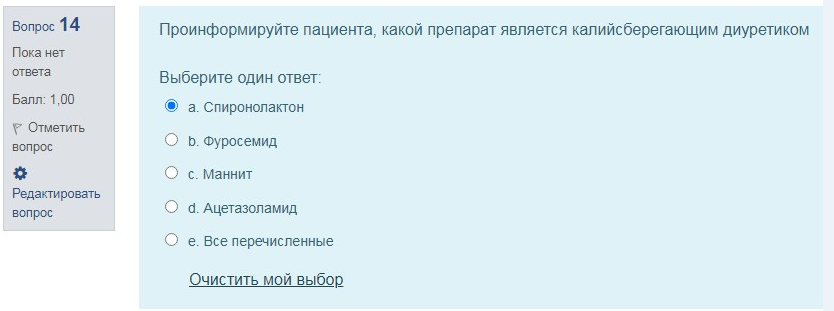 Вопрос 14
Пока нет
ответа
Балл: 1,00
Отметить
вопрос
Редактировать
вопрос
Проинформируйте пациента, какой препарат является калийсберегающим диуретиком
Выберите один ответ:
a. Спиронолактон
b. Фуросемид
c. Маннит
d. Ацетазоламид
e. Все перечисленные
Очистить мой выбор